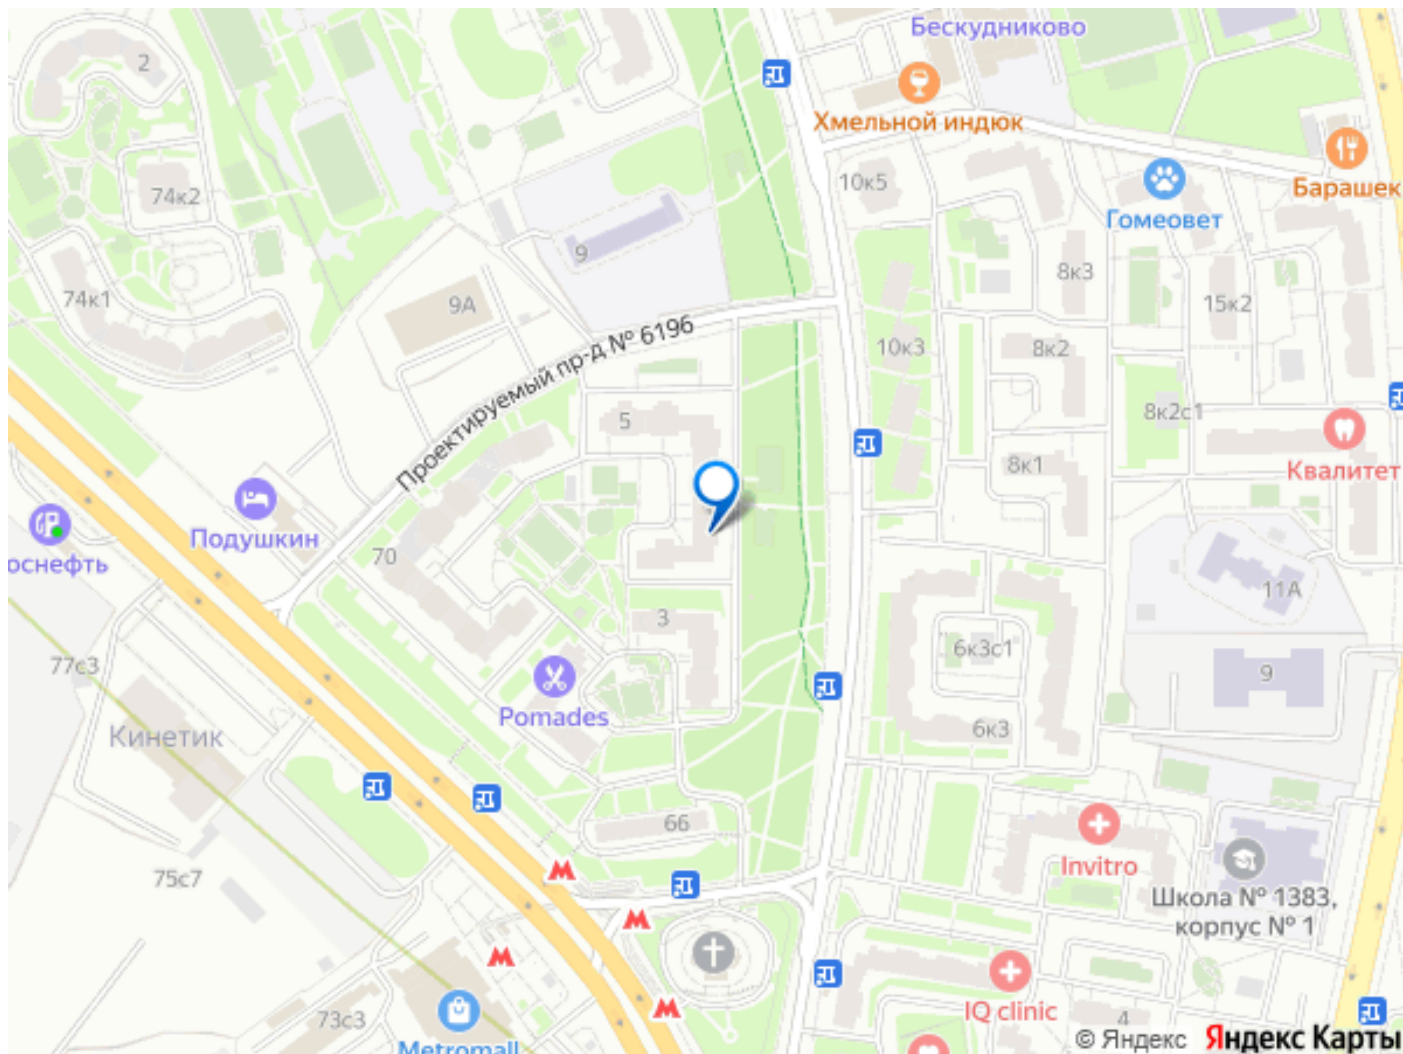 Бескудниково
2
Хмельной индюк
Барашек
74к2
10к5
Гомеовет
9
8к3
74к1
9А
15к2
Проектируемый пр-д № 6196
10к3
8к2
5
8к2с1
8к1
Квалитет
Подушкин
оснефть
70
11А
3
6к3с1
77с3
9
Pomades
Кинетик
6к3
66
Invitro
75с7
Школа № 1383,
корпус № 1
73с3
IQ clinic
4
Metromall
© Яндекс Яндекс Карты